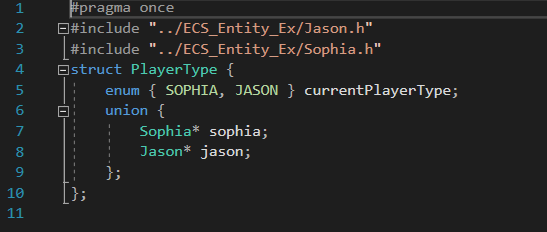 1 #pragma once
2 #include "../ECS_Entity_Ex/Jason.h"
3 #include "../ECS_Entity_Ex/Sophia.h"
4 struct PlayerType {
5 enum { SOPHIA, JASON } currentPlayerType;
6 union {
7 Sophia* sophia;
8 Jason* jason;
9 };
10 };
11